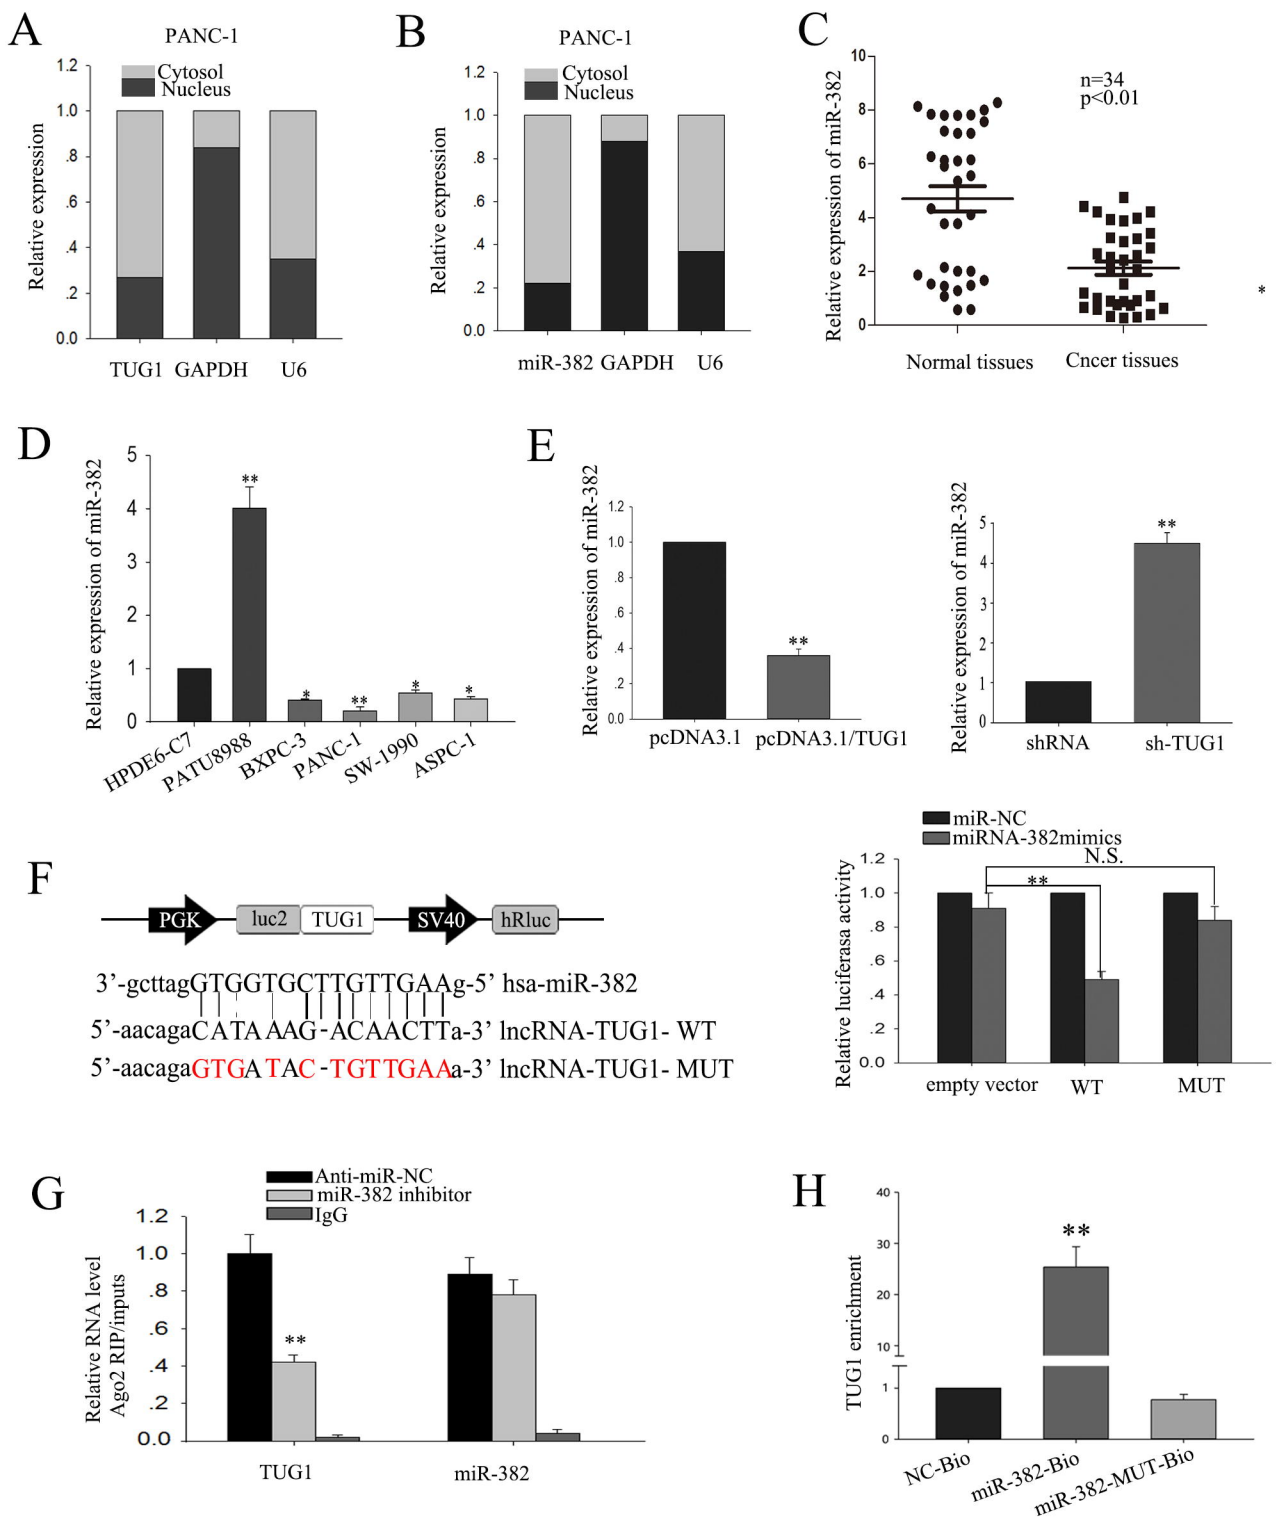 A
PANC-1
Cytosol
Nucleus
Relative expression
1.2
1.0
.8
.6
.4
.2
0.0
TUG1 GAPDH U6
B
PANC-1
Cytosol
Nucleus
Relative expression
1.2
1.0
.8
.6
.4
.2
0.0
miR-382 GAPDH U6
C
Relative expression of miR-382
10
8
6
4
2
0
n=34
p<0.01
*
Normal tissues Cncer tissues
D
Relative expression of miR-382
5
4
3
2
1
0
** * ** * *
HPDE6-C7 PATU8988 BXPC-3 PANC-1 SW-1990 ASPC-1
E
Relative expression of miR-382
1.2
1.0
.8
.6
.4
.2
0.0
**
pcDNA3.1 pcDNA3.1/TUG1
Relative expression of miR-382
5
4
3
2
1
0
**
shRNA sh-TUG1
F
PGK luc2 TUG1 SV40 hRluc
3’-gcttagGTGGTGCTTGTTGAAg-5’ hsa-miR-382
5’-aacagaCATAAAG-ACAACTTa-3’ lncRNA-TUG1- WT
5’-aacagaGTGATAC-TGTTGAAa-3’ lncRNA-TUG1- MUT
miR-NC
miRNA-382mimics
N.S.
**
Relative luciferasa activity
1.2
1.0
.8
.6
.4
.2
0.0
empty vector WT MUT
G
Anti-miR-NC
miR-382 inhibitor
IgG
Relative RNA level
Ago2 RIP/inputs
1.2
1.0
.8
.6
.4
.2
0.0
**
TUG1 miR-382
H
TUG1 enrichment
40
30
20
10
1
0
**
NC-Bio miR-382-Bio miR-382-MUT-Bio